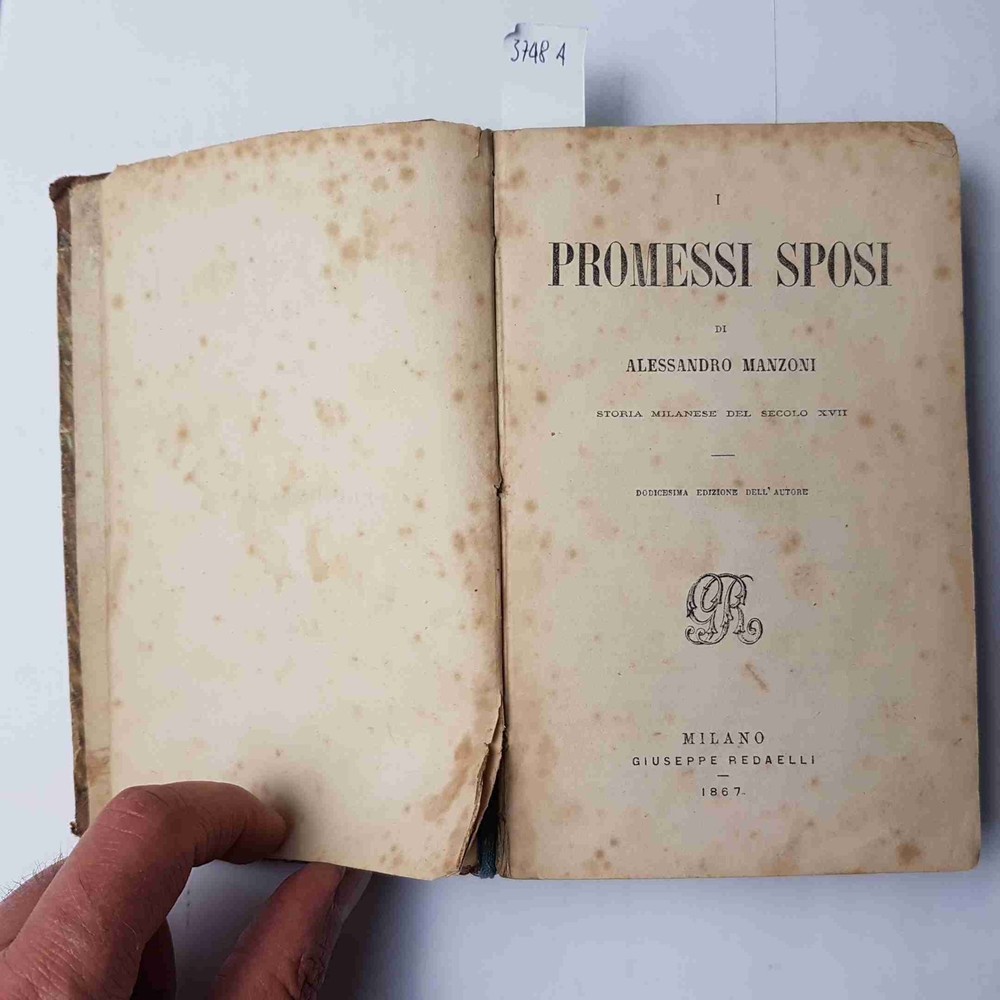 3748 A
I
PROMESSI SPOSI
DI
ALESSANDRO MANZONI
STORIA MILANESE DEL SECOLO XVII
DODICESIMA EDIZIONE DELL' AUTORE
GR
MILANO
GIUSEPPE REDAELLI
1867